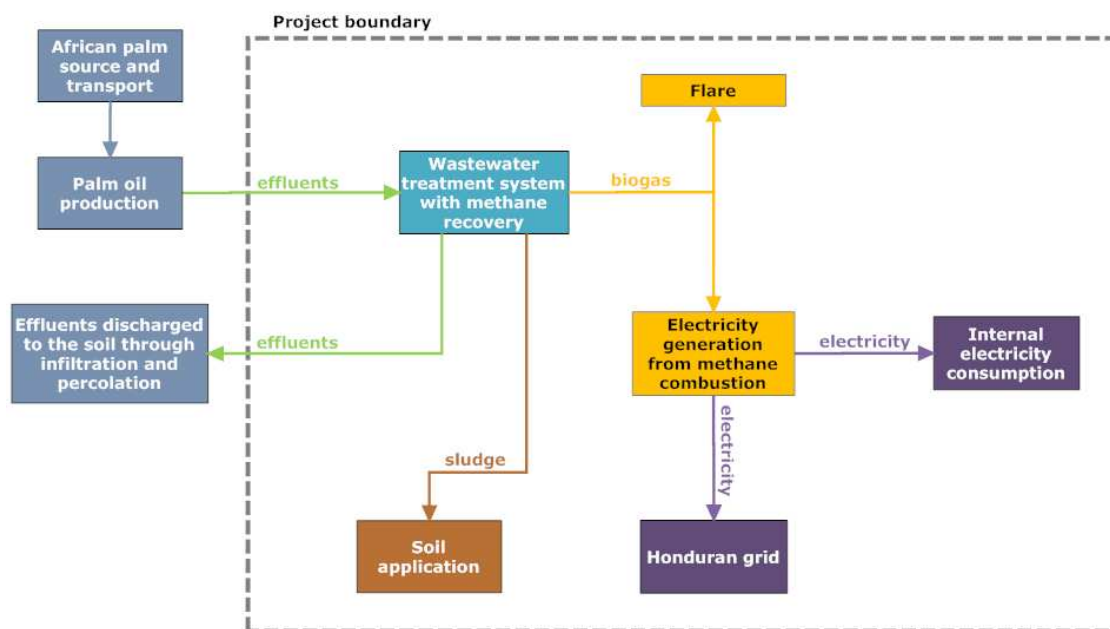 Project boundary
African palm
source and
transport
Flare
Palm oil
production
effluents
Wastewater
treatment system
with methane
recovery
biogas
Effluents discharged
to the soil through
infiltration and
percolation
effluents
Electricity
generation
from methane
combustion
electricity
Internal
electricity
consumption
electricity
sludge
Soil
application
Honduran grid